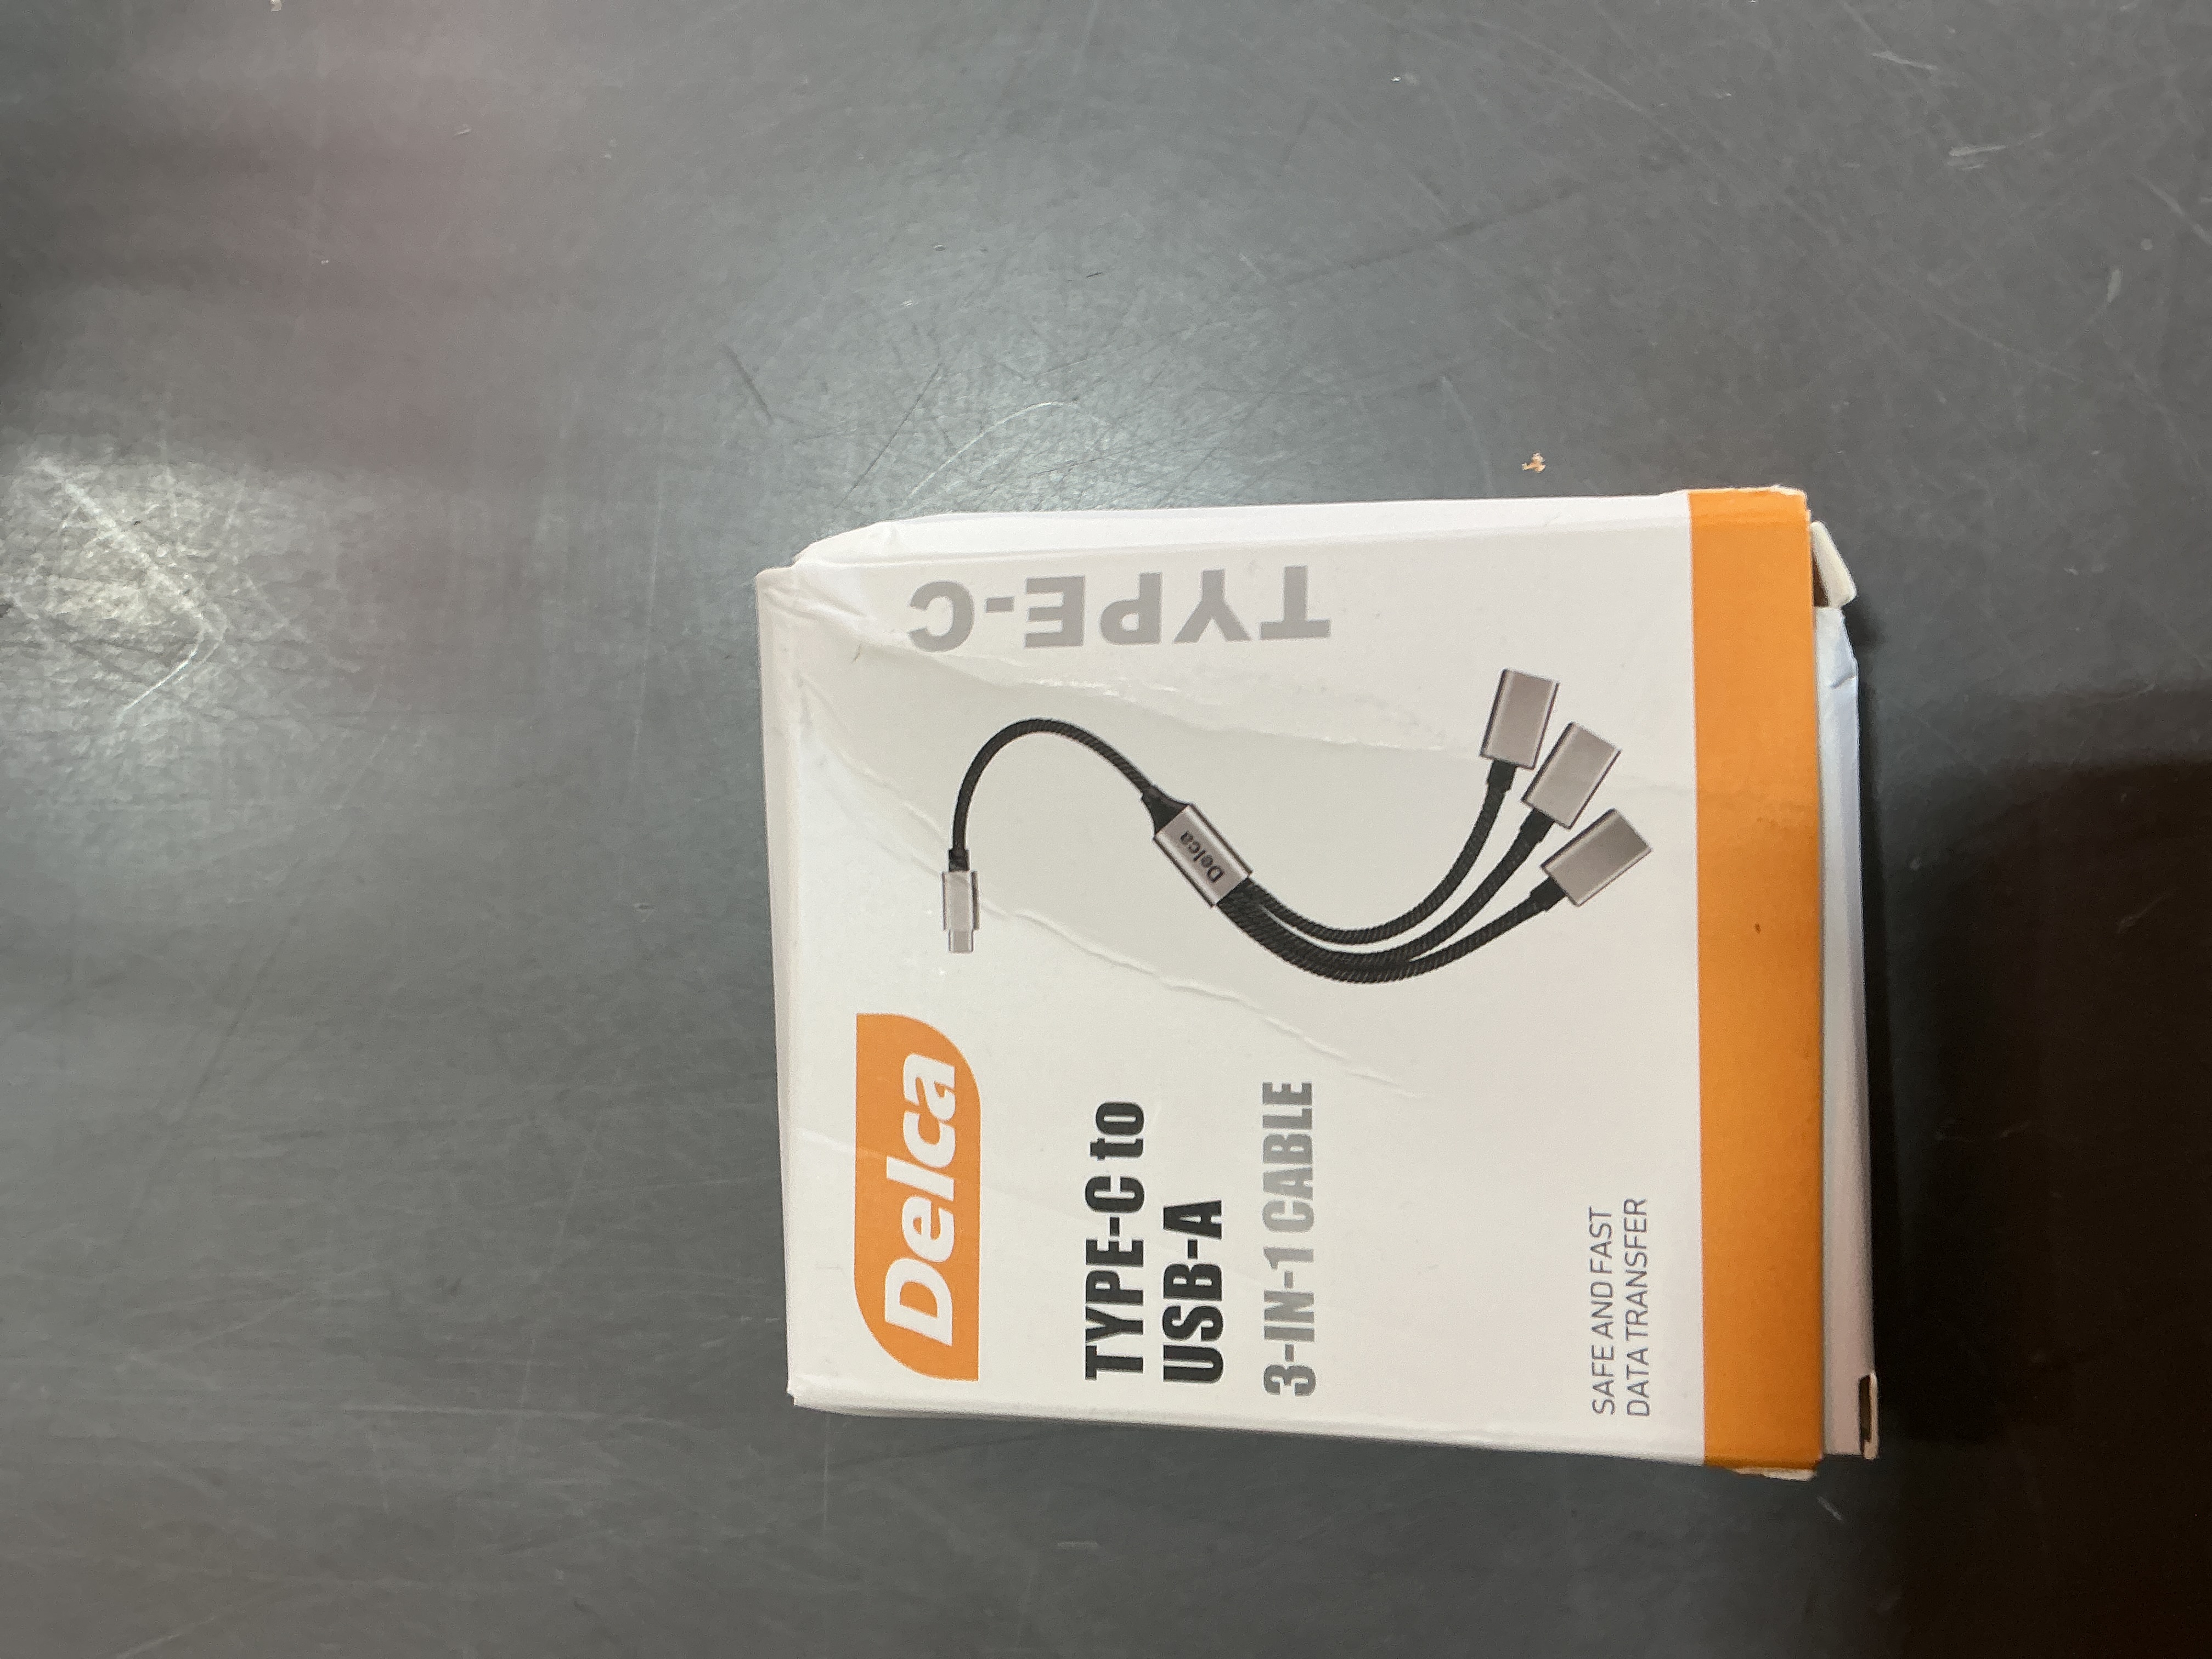 Delca
TYPE-C to
USB-A
3-IN-1 CABLE
SAFE AND FAST
DATA TRANSFER
Delca
TYPE-C